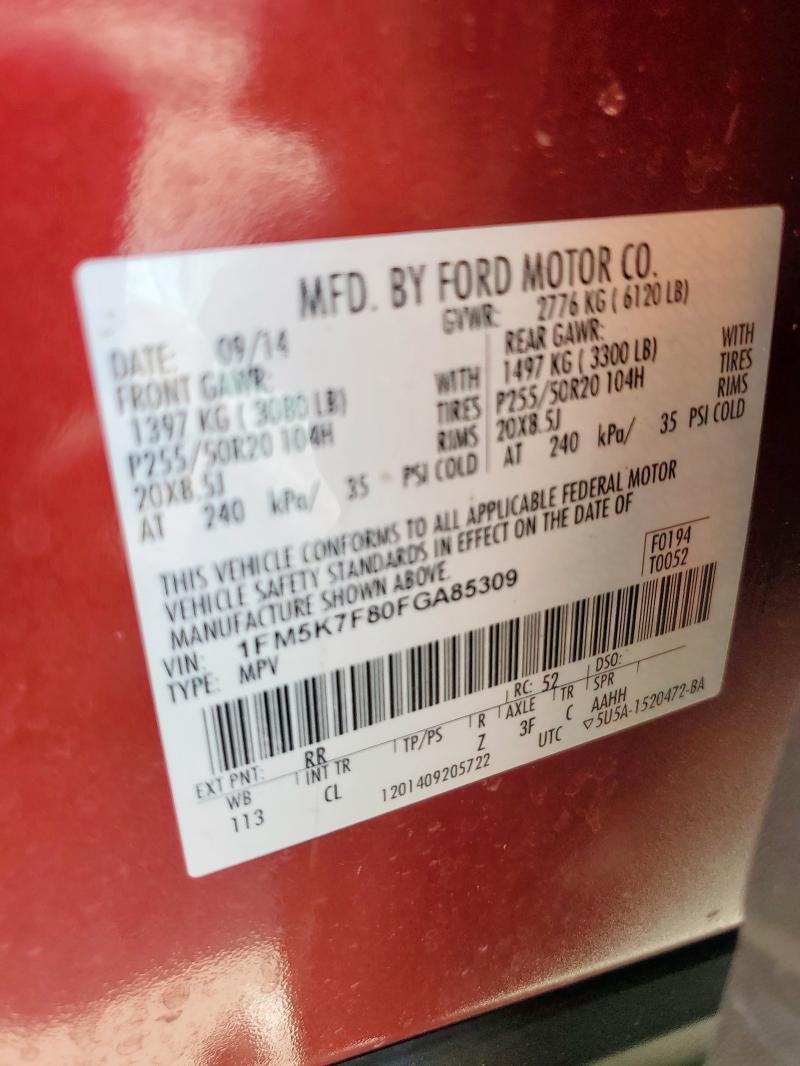 MFD. BY FORD MOTOR CO.
DATE: 09/14 GVWR: 2776 KG ( 6120 LB)
FRONT GAWR: REAR GAWR:
1397 KG ( 3080 LB) WITH 1497 KG ( 3300 LB) WITH
P255/50R20 104H TIRES P255/50R20 104H TIRES
20X8.5J RIMS 20X8.5J RIMS
AT 240 kPa/ 35 PSI COLD AT 240 kPa/ 35 PSI COLD
THIS VEHICLE CONFORMS TO ALL APPLICABLE FEDERAL MOTOR
VEHICLE SAFETY STANDARDS IN EFFECT ON THE DATE OF
MANUFACTURE SHOWN ABOVE.
VIN: 1FM5K7F80FGA85309 F0194
TYPE: MPV T0052
EXT PNT: RR RC: 52 DSO:
WB INT TR TP/PS R AXLE TR SPR
113 CL Z 3F C AAHH
1201409205722 UTC ▽5U5A-1520472-BA